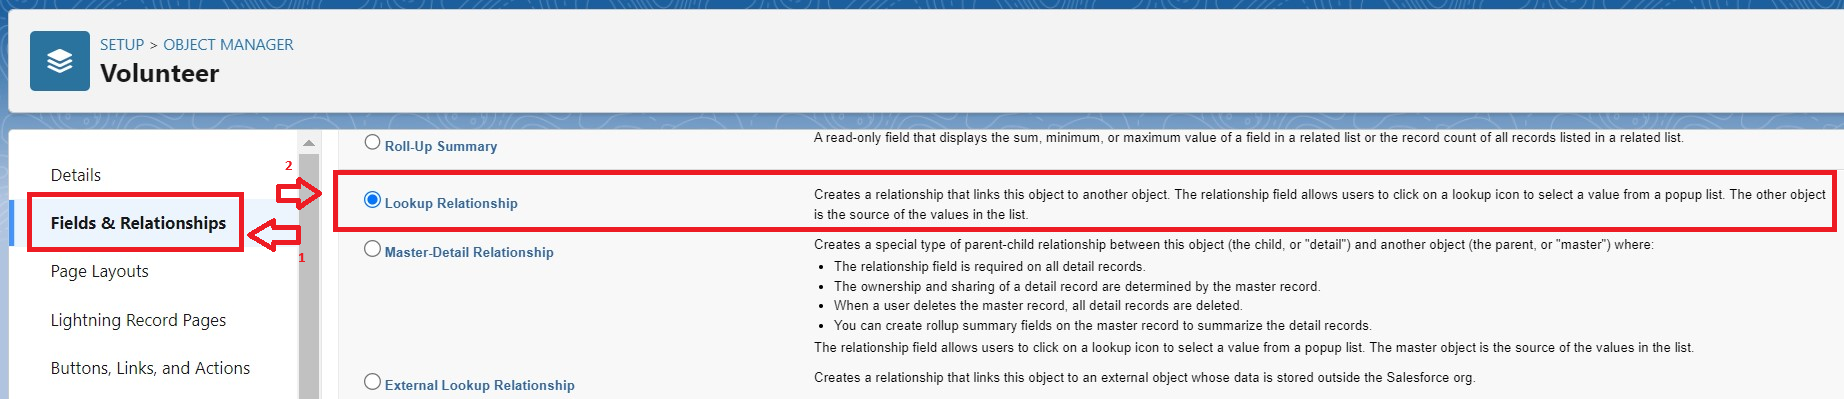 SETUP > OBJECT MANAGER
Volunteer
Details
Fields & Relationships
Page Layouts
Lightning Record Pages
Buttons, Links, and Actions
2
1
Roll-Up Summary
A read-only field that displays the sum, minimum, or maximum value of a field in a related list or the record count of all records listed in a related list.
Lookup Relationship
Creates a relationship that links this object to another object. The relationship field allows users to click on a lookup icon to select a value from a popup list. The other object
is the source of the values in the list.
Master-Detail Relationship
Creates a special type of parent-child relationship between this object (the child, or "detail") and another object (the parent, or "master") where:
• The relationship field is required on all detail records.
• The ownership and sharing of a detail record are determined by the master record.
• When a user deletes the master record, all detail records are deleted.
• You can create rollup summary fields on the master record to summarize the detail records.
The relationship field allows users to click on a lookup icon to select a value from a popup list. The master object is the source of the values in the list.
External Lookup Relationship
Creates a relationship that links this object to an external object whose data is stored outside the Salesforce org.